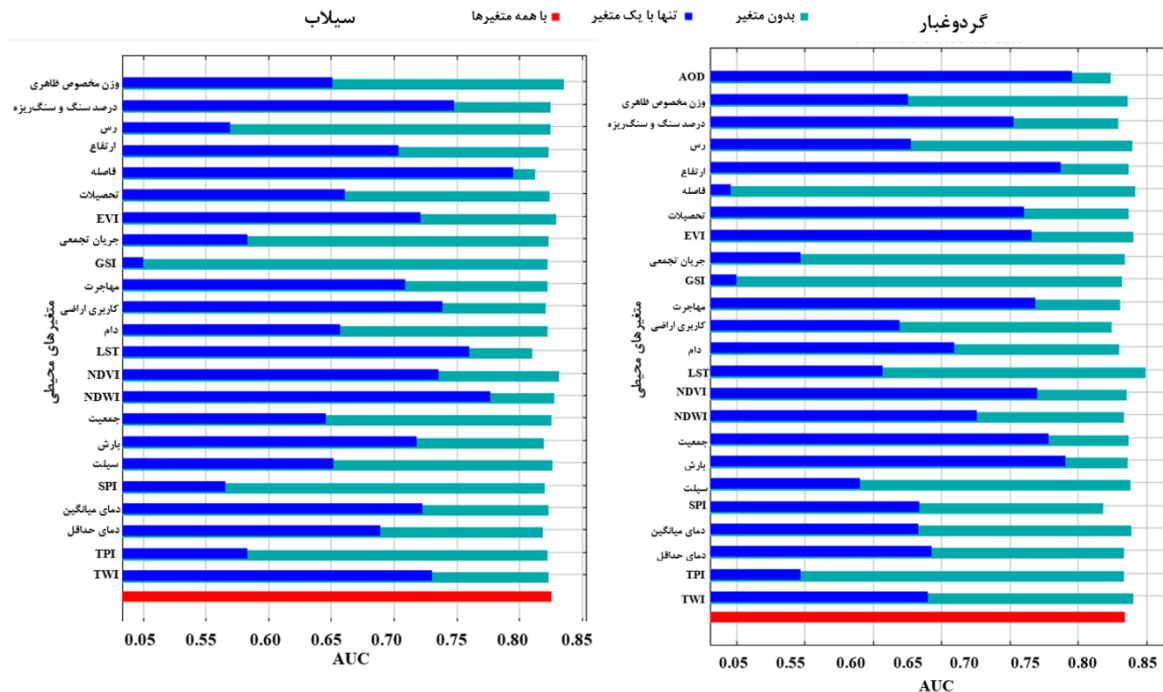 سیلاب
با همه متغیرها
تنها با یک متغیر
بدون متغیر
گردوغبار
متغیرهای محیطی
وزن مخصوص ظاهری
درصد سنگ و سنگ‌ریزه
رس
ارتفاع
فاصله
تحصیلات
EVI
جریان تجمعی
GSI
مهاجرت
کاربری اراضی
دام
LST
NDVI
NDWI
جمعیت
بارش
سیلت
SPI
دمای میانگین
دمای حداقل
TPI
TWI
0.05 0.55 0.60 0.65 0.70 0.75 0.80 0.85
AUC
متغیرهای محیطی
AOD
وزن مخصوص ظاهری
درصد سنگ و سنگ‌ریزه
رس
ارتفاع
فاصله
تحصیلات
EVI
جریان تجمعی
GSI
مهاجرت
کاربری اراضی
دام
LST
NDVI
NDWI
جمعیت
بارش
سیلت
SPI
دمای میانگین
دمای حداقل
TPI
TWI
0.05 0.55 0.60 0.65 0.70 0.75 0.80 0.85
AUC